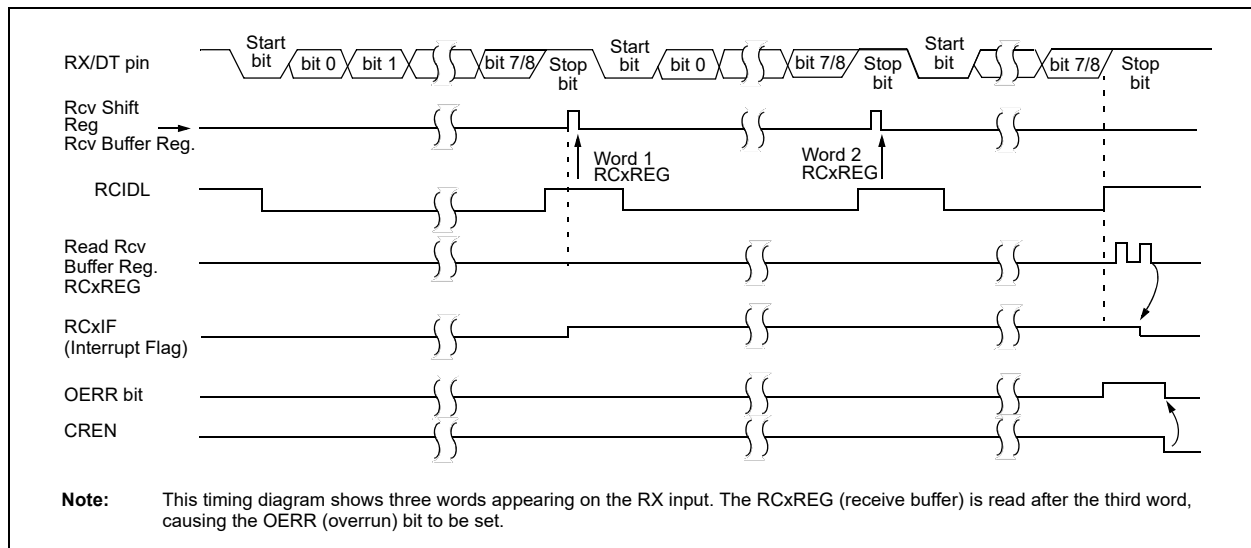 RX/DT pin
Start
bit
bit 0
bit 1
bit 7/8
Stop
bit
Start
bit
bit 0
bit 7/8
Stop
bit
Start
bit
bit 7/8
Stop
bit
Rcv Shift
Reg
Rcv Buffer Reg.
Word 1
RCxREG
Word 2
RCxREG
RCIDL
Read Rcv
Buffer Reg.
RCxREG
RCxIF
(Interrupt Flag)
OERR bit
CREN
Note: This timing diagram shows three words appearing on the RX input. The RCxREG (receive buffer) is read after the third word,
causing the OERR (overrun) bit to be set.